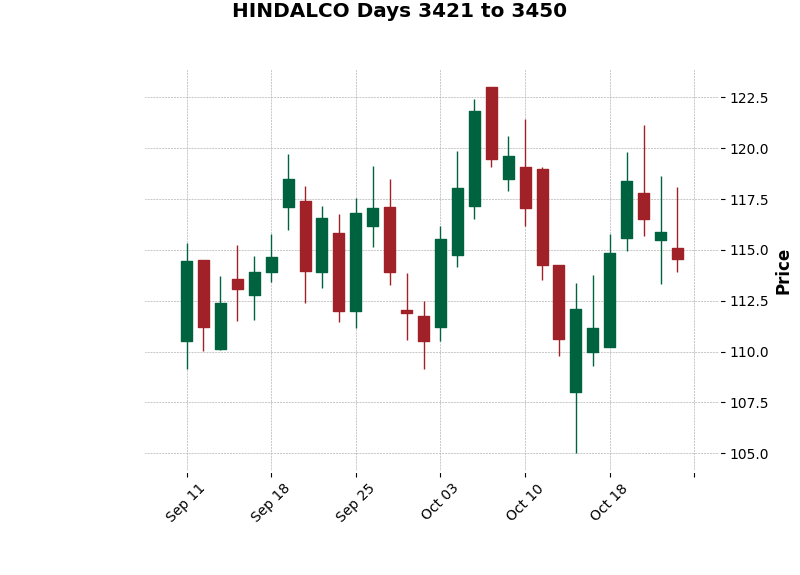 HINDALCO Days 3421 to 3450
122.5
120.0
117.5
115.0
112.5
110.0
107.5
105.0
Price
Sep 11
Sep 18
Sep 25
Oct 03
Oct 10
Oct 18